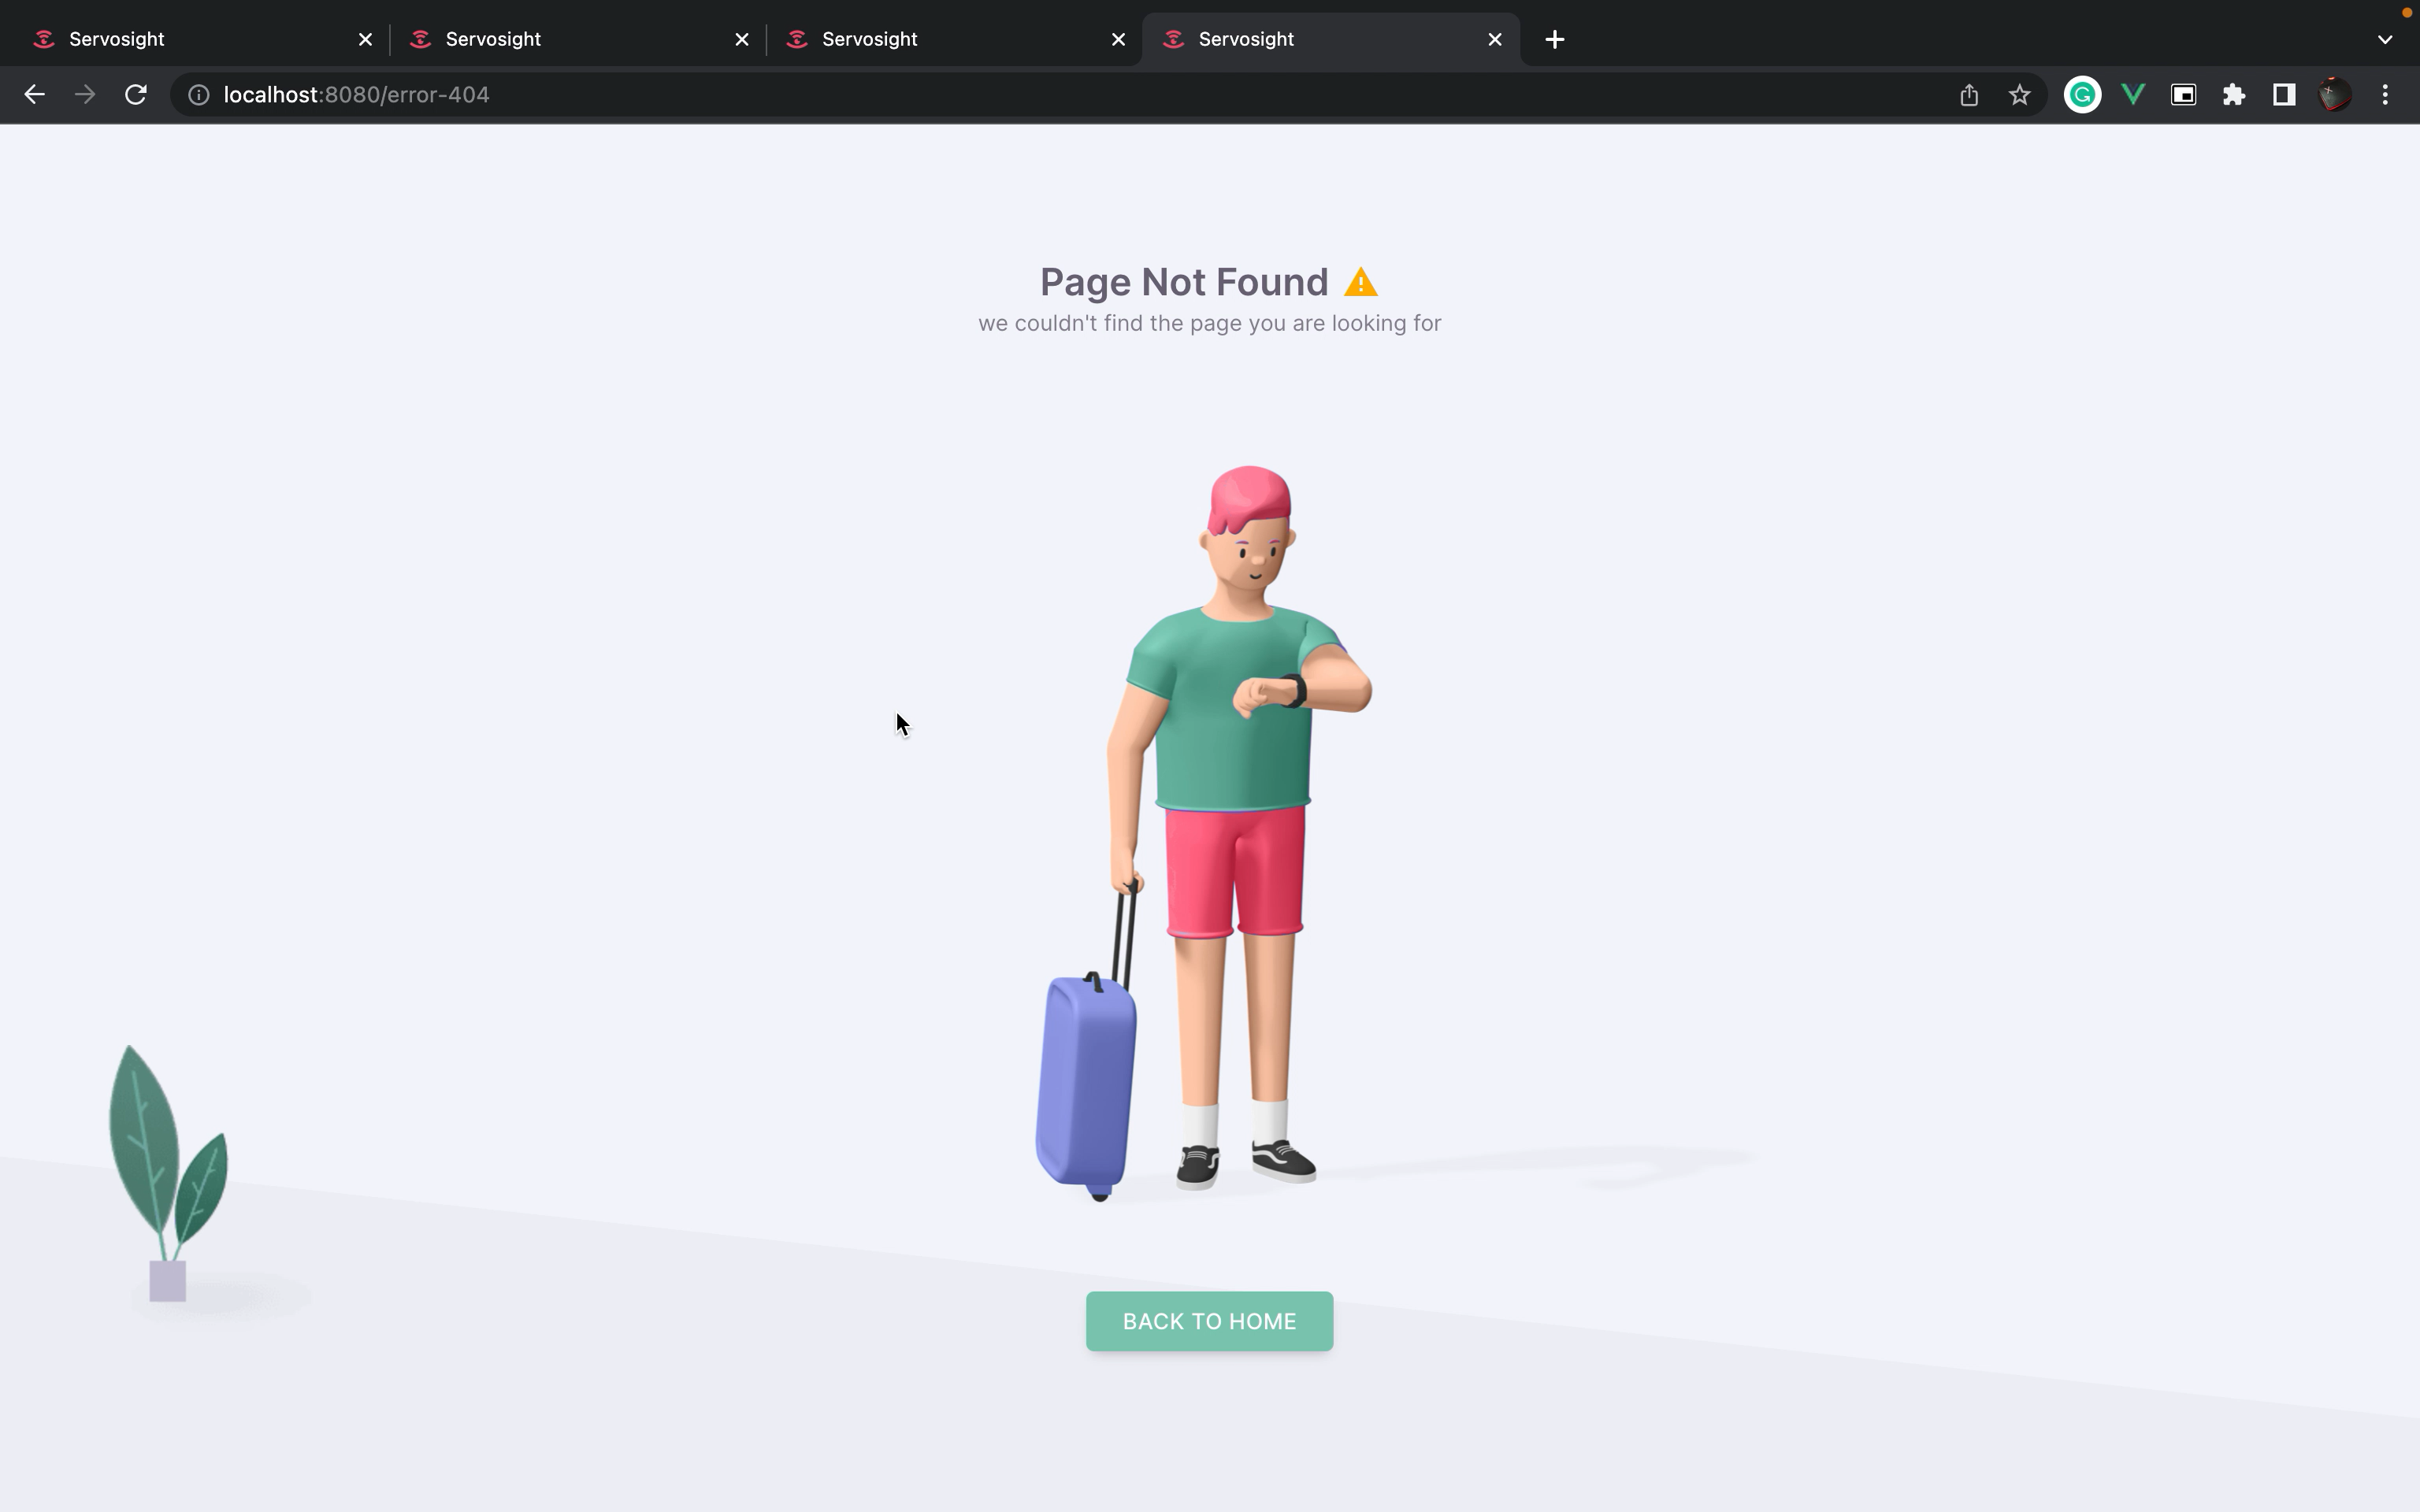 Servosight
Servosight
Servosight
Servosight
localhost:8080/error-404
Page Not Found
we couldn't find the page you are looking for
BACK TO HOME